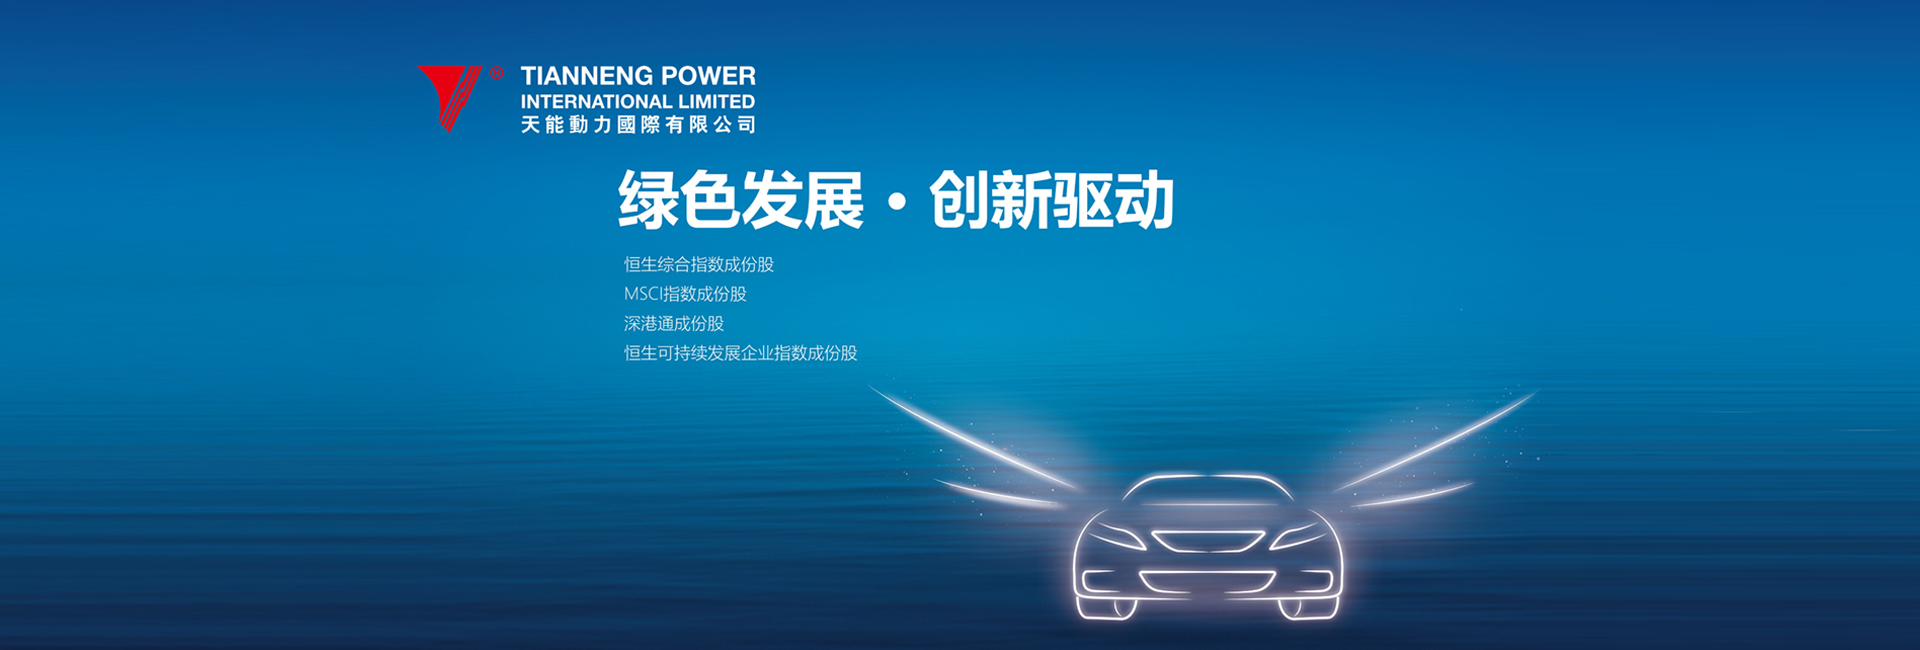 ®
TIANNENG POWER
INTERNATIONAL LIMITED
天能動力國際有限公司
绿色发展·创新驱动
恒生综合指数成份股
MSCI指数成份股
深港通成份股
恒生可持续发展企业指数成份股